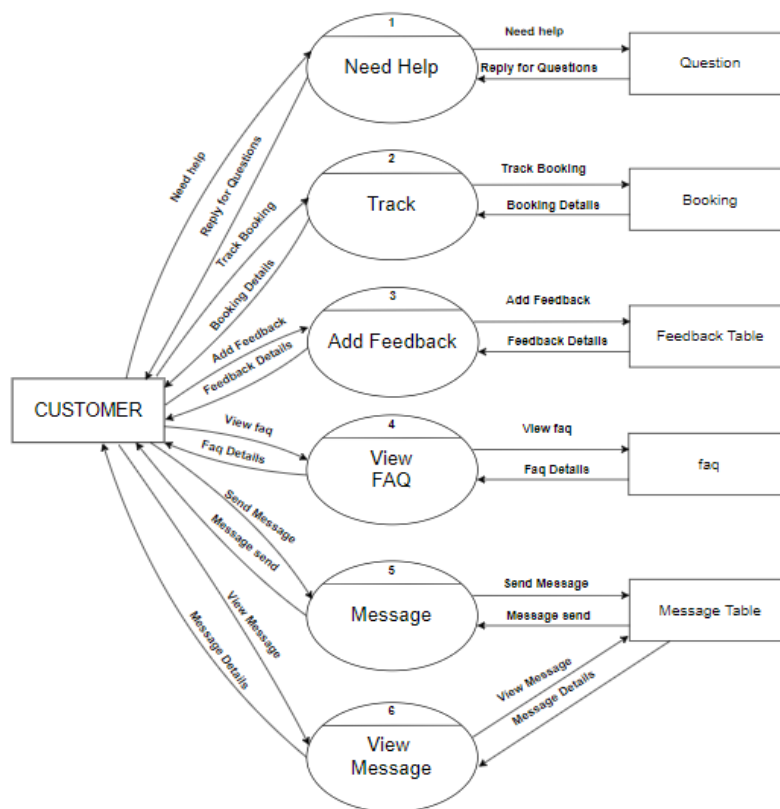 1
Need Help
Need help
Reply for Questions
Question
Need help
Reply for Questions
2
Track
Track Booking
Booking Details
Booking
Track Booking
Booking Details
3
Add Feedback
Add Feedback
Feedback Details
Feedback Table
Add Feedback
Feedback Details
CUSTOMER
4
View
FAQ
View faq
Faq Details
faq
View faq
Faq Details
5
Message
Send Message
Message send
Message Table
Send Message
Message send
6
View
Message
View Message
Message Details
View Message
Message Details